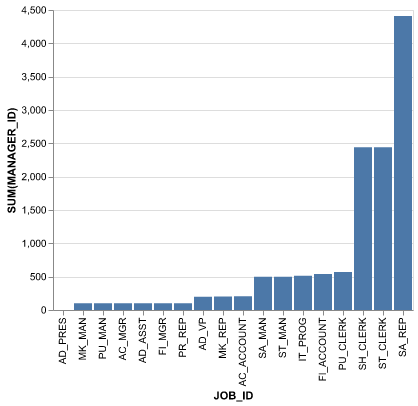 4,500
4,000
3,500
3,000
2,500
2,000
1,500
1,000
500
0
SUM(MANAGER_ID)
AD_PRES
MK_MAN
PU_MAN
AC_MGR
AD_ASST
FI_MGR
PR_REP
AD_VP
MK_REP
AC_ACCOUNT
SA_MAN
ST_MAN
IT_PROG
FI_ACCOUNT
PU_CLERK
SH_CLERK
ST_CLERK
SA_REP
JOB_ID